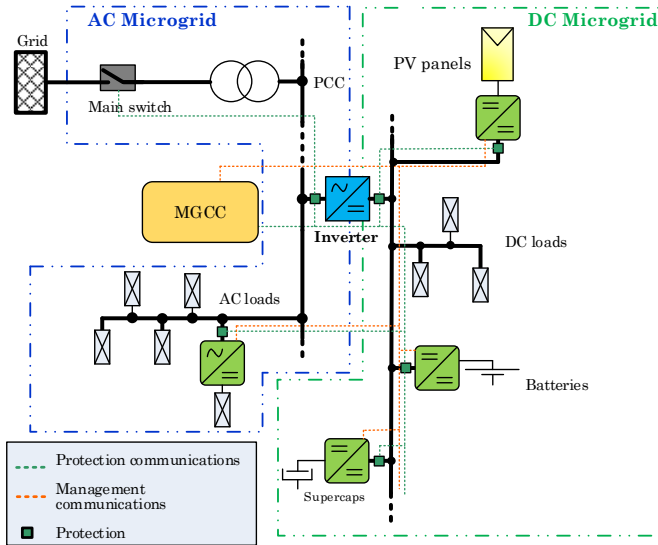 Grid
AC Microgrid
DC Microgrid
PV panels
PCC
Main switch
MGCC
Inverter
DC loads
AC loads
Batteries
Supercaps
Protection communications
Management
communications
Protection